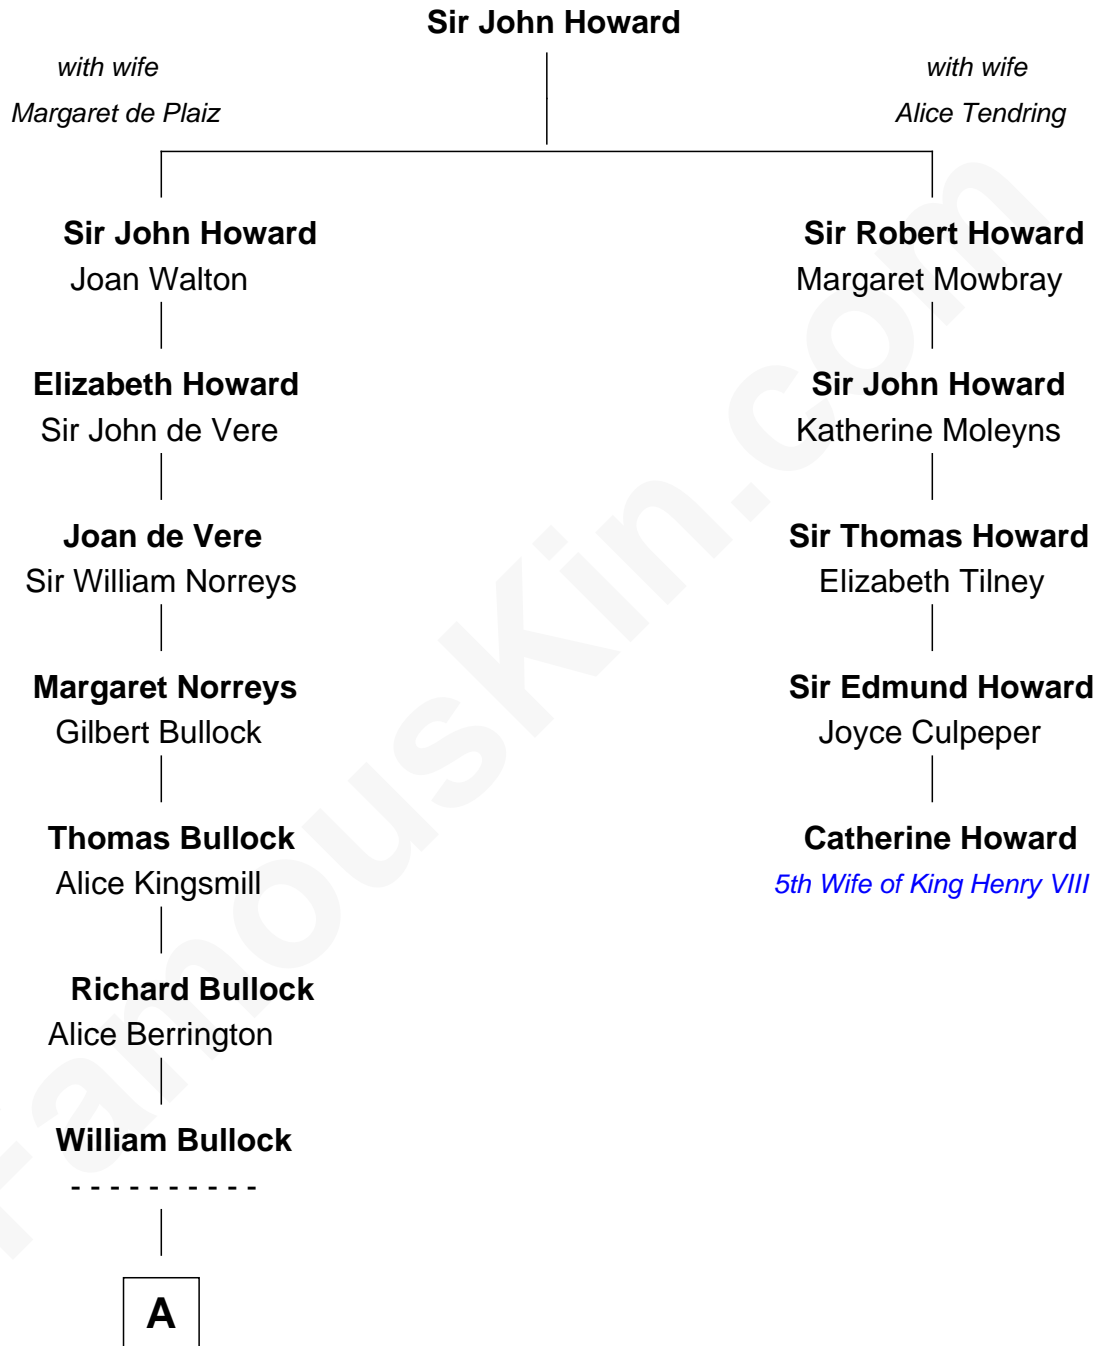 Sir John Howard
with wife
Margaret de Plaiz
with wife
Alice Tendring
Sir John Howard
Joan Walton
Sir Robert Howard
Margaret Mowbray
Elizabeth Howard
Sir John de Vere
Sir John Howard
Katherine Moleyns
Joan de Vere
Sir William Norreys
Sir Thomas Howard
Elizabeth Tilney
Margaret Norreys
Gilbert Bullock
Sir Edmund Howard
Joyce Culpeper
Thomas Bullock
Alice Kingsmill
Catherine Howard
5th Wife of King Henry VIII
Richard Bullock
Alice Berrington
William Bullock
- - - - - - - - - -
A
FamousKin.com